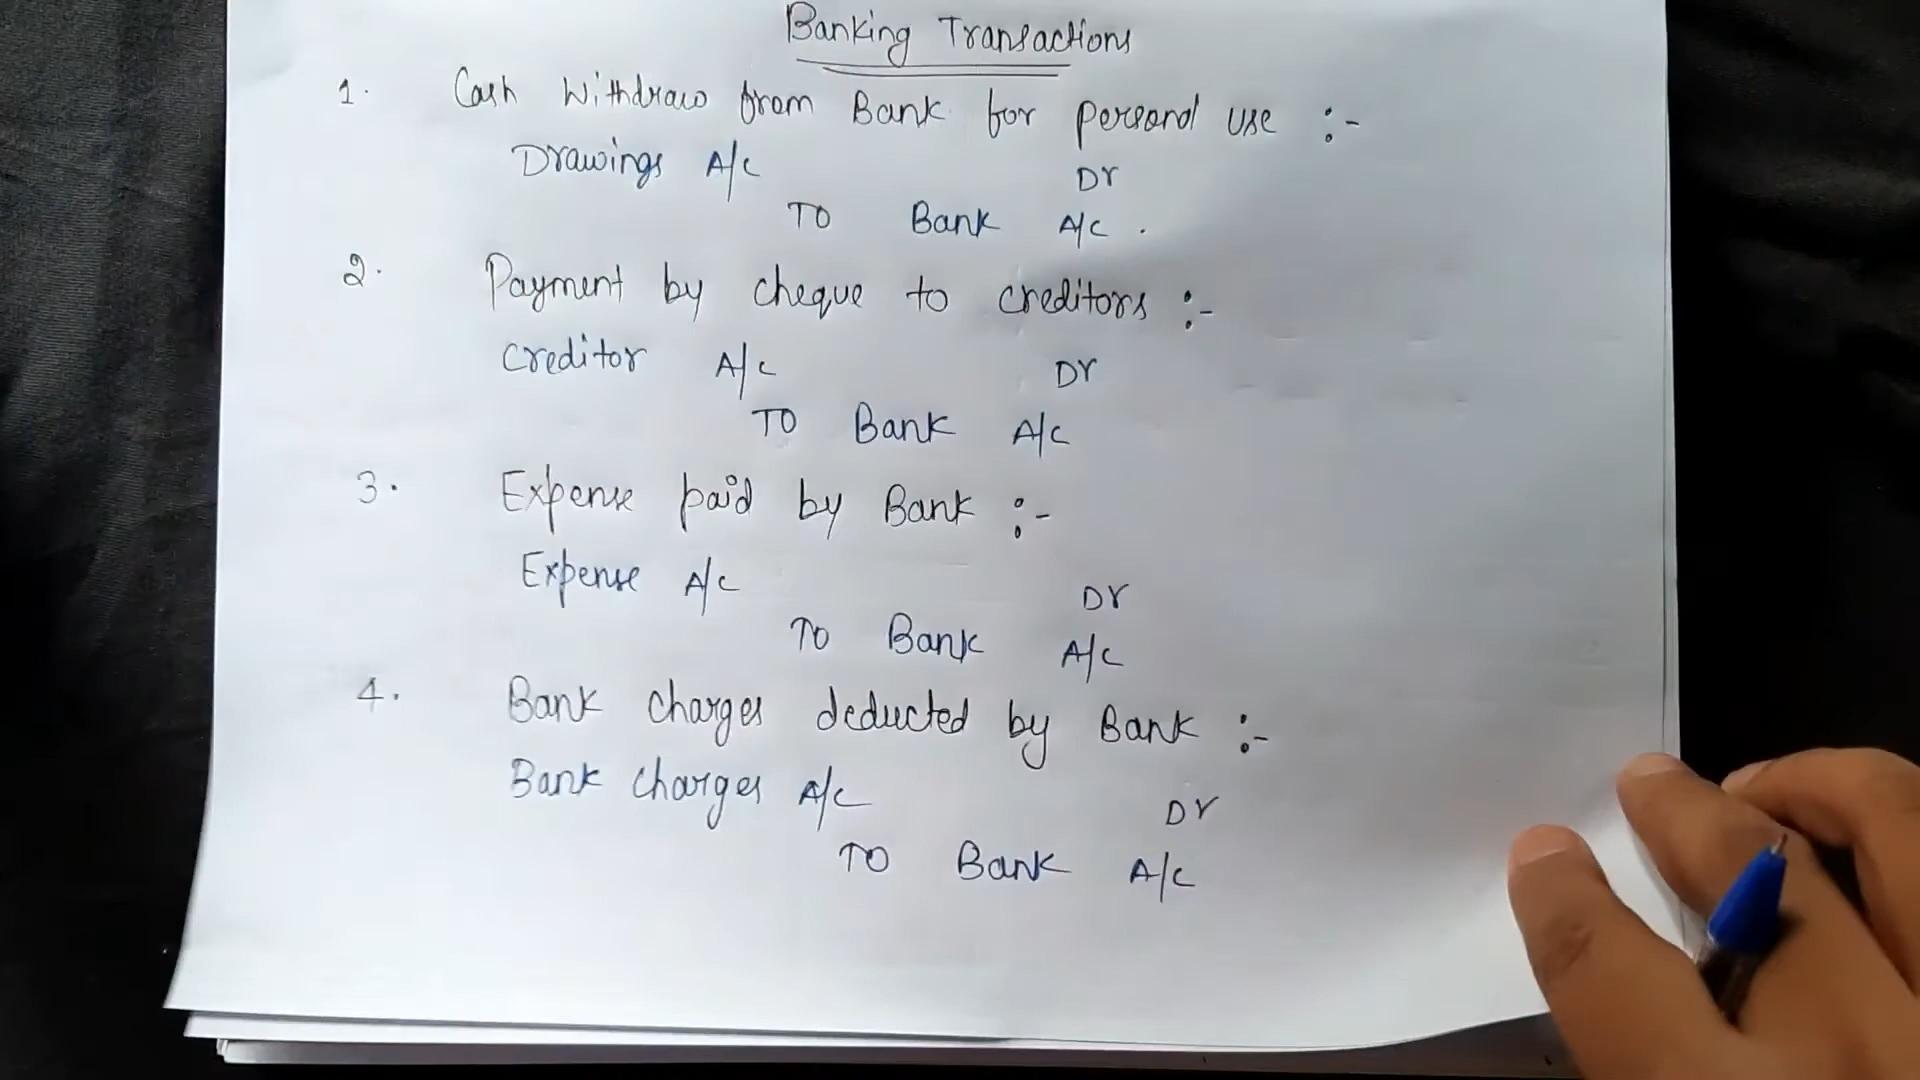 Banking Transactions
1. Cash Withdraw from Bank for personal use :-
Drawings A/c Dr
To Bank A/c .
2. Payment by cheque to creditors :-
Creditor A/c Dr
To Bank A/c
3. Expense paid by Bank :-
Expense A/c Dr
To Bank A/c
4. Bank charges deducted by Bank :-
Bank Charges A/c Dr
To Bank A/c